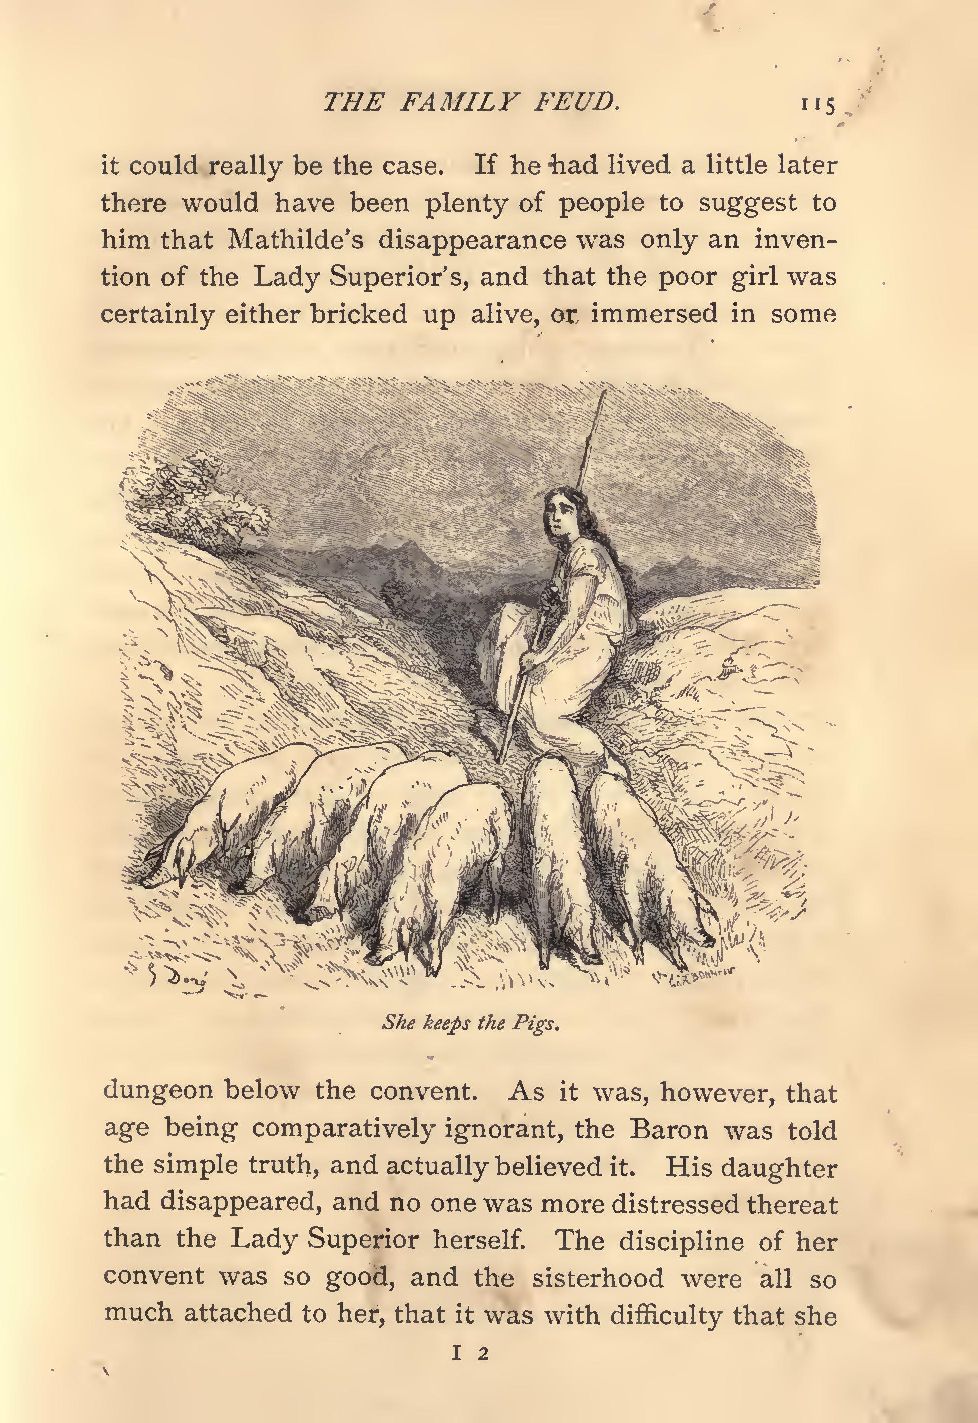 THE FAMILY FEUD. 115
it could really be the case. If he had lived a little later
there would have been plenty of people to suggest to
him that Mathilde's disappearance was only an inven-
tion of the Lady Superior's, and that the poor girl was
certainly either bricked up alive, or immersed in some
G Doré
She keeps the Pigs.
dungeon below the convent. As it was, however, that
age being comparatively ignorant, the Baron was told
the simple truth, and actually believed it. His daughter
had disappeared, and no one was more distressed thereat
than the Lady Superior herself. The discipline of her
convent was so good, and the sisterhood were all so
much attached to her, that it was with difficulty that she
I 2